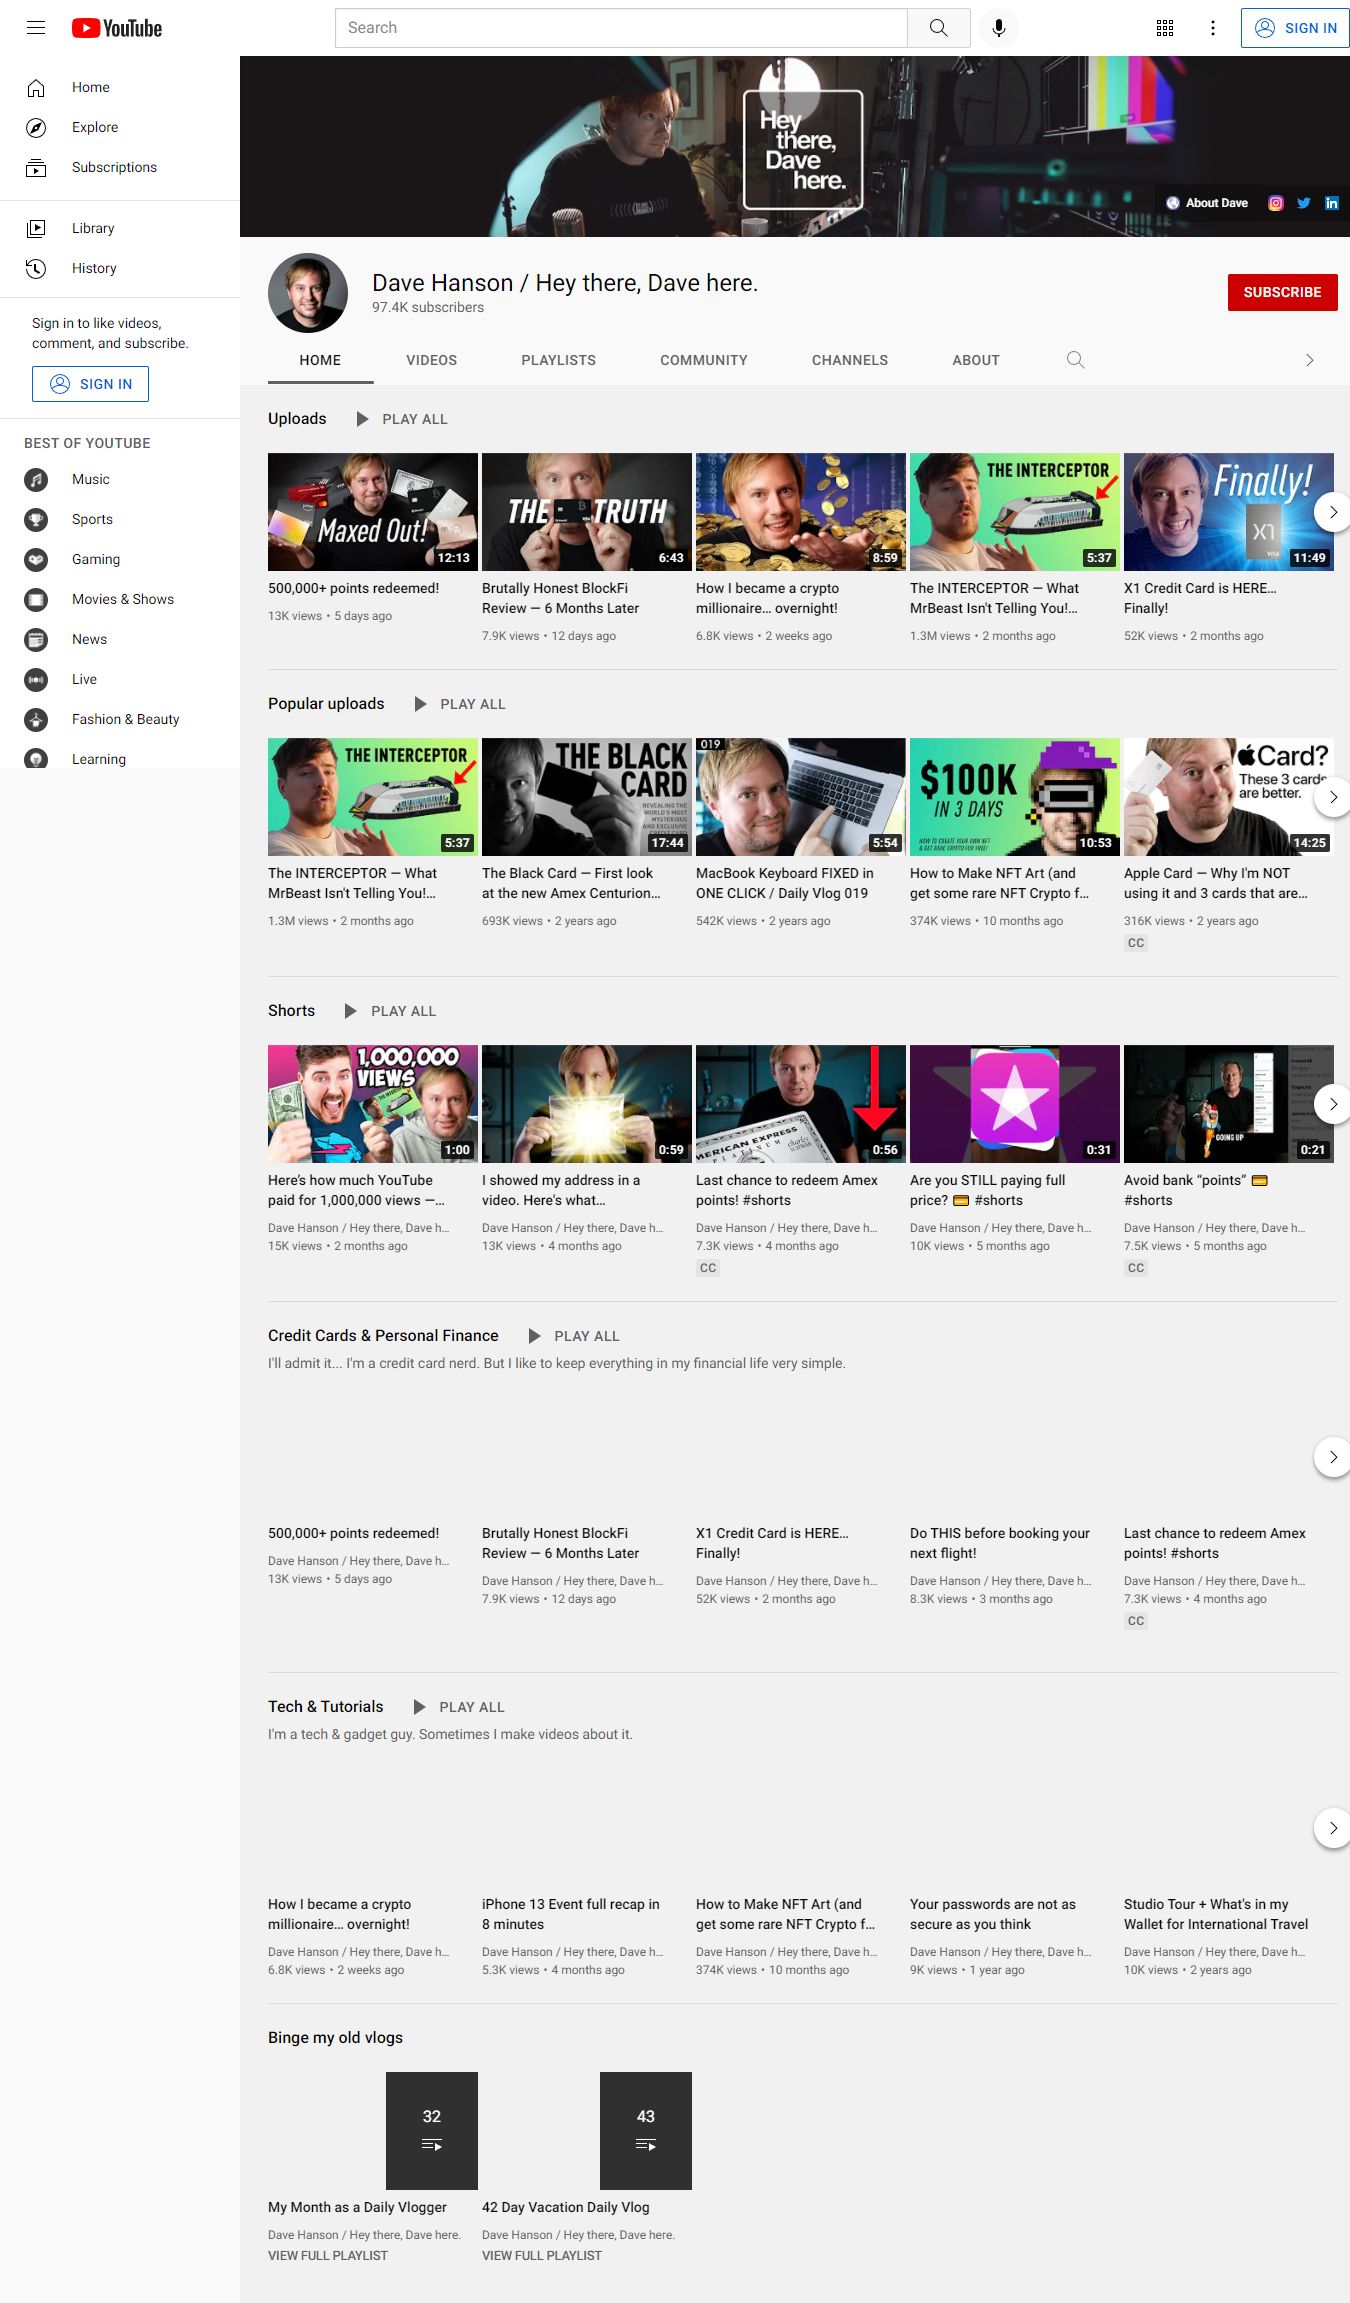 YouTube
Search
SIGN IN
Home
Explore
Subscriptions
Library
History
Sign in to like videos,
comment, and subscribe.
SIGN IN
BEST OF YOUTUBE
Music
Sports
Gaming
Movies & Shows
News
Live
Fashion & Beauty
Learning
Hey
there,
Dave
here.
About Dave
Dave Hanson / Hey there, Dave here.
97.4K subscribers
SUBSCRIBE
HOME VIDEOS PLAYLISTS COMMUNITY CHANNELS ABOUT
Uploads PLAY ALL
Maxed Out!
12:13
500,000+ points redeemed!
13K views • 5 days ago
THE TRUTH
6:43
Brutally Honest BlockFi
Review — 6 Months Later
7.9K views • 12 days ago
8:59
How I became a crypto
millionaire... overnight!
6.8K views • 2 weeks ago
THE INTERCEPTOR
5:37
The INTERCEPTOR — What
MrBeast Isn't Telling You!...
1.3M views • 2 months ago
Finally!
X1
VISA
11:49
X1 Credit Card is HERE...
Finally!
52K views • 2 months ago
Popular uploads PLAY ALL
THE INTERCEPTOR
5:37
The INTERCEPTOR — What
MrBeast Isn't Telling You!...
1.3M views • 2 months ago
THE BLACK
CARD
REVEALING THE
WORLD'S MOST
MYSTERIOUS
AND EXCLUSIVE
17:44
The Black Card — First look
at the new Amex Centurion...
693K views • 2 years ago
019
5:54
MacBook Keyboard FIXED in
ONE CLICK / Daily Vlog 019
542K views • 2 years ago
$100K
IN 3 DAYS
HOW TO CREATE YOUR OWN NFT
& GET RARE CRYPTO FOR FREE!
10:53
How to Make NFT Art (and
get some rare NFT Crypto f...
374K views • 10 months ago
Card?
These 3 cards
are better.
14:25
Apple Card — Why I'm NOT
using it and 3 cards that are...
316K views • 2 years ago
CC
Shorts PLAY ALL
1,000,000
VIEWS
1:00
Here's how much YouTube
paid for 1,000,000 views —...
Dave Hanson / Hey there, Dave h...
15K views • 2 months ago
0:59
I showed my address in a
video. Here's what...
Dave Hanson / Hey there, Dave h...
13K views • 4 months ago
MERICAN EXPRESS
PLATINUM
charles
SCHWAB
0:56
Last chance to redeem Amex
points! #shorts
Dave Hanson / Hey there, Dave h...
7.3K views • 4 months ago
CC
0:31
Are you STILL paying full
price? 💳 #shorts
Dave Hanson / Hey there, Dave h...
10K views • 5 months ago
GOING UP
0:21
Avoid bank “points” 💳
#shorts
Dave Hanson / Hey there, Dave h...
7.5K views • 5 months ago
CC
Credit Cards & Personal Finance PLAY ALL
I'll admit it... I'm a credit card nerd. But I like to keep everything in my financial life very simple.
500,000+ points redeemed!
Dave Hanson / Hey there, Dave h...
13K views • 5 days ago
Brutally Honest BlockFi
Review — 6 Months Later
Dave Hanson / Hey there, Dave h...
7.9K views • 12 days ago
X1 Credit Card is HERE...
Finally!
Dave Hanson / Hey there, Dave h...
52K views • 2 months ago
Do THIS before booking your
next flight!
Dave Hanson / Hey there, Dave h...
8.3K views • 3 months ago
Last chance to redeem Amex
points! #shorts
Dave Hanson / Hey there, Dave h...
7.3K views • 4 months ago
CC
Tech & Tutorials PLAY ALL
I'm a tech & gadget guy. Sometimes I make videos about it.
How I became a crypto
millionaire... overnight!
Dave Hanson / Hey there, Dave h...
6.8K views • 2 weeks ago
iPhone 13 Event full recap in
8 minutes
Dave Hanson / Hey there, Dave h...
5.3K views • 4 months ago
How to Make NFT Art (and
get some rare NFT Crypto f...
Dave Hanson / Hey there, Dave h...
374K views • 10 months ago
Your passwords are not as
secure as you think
Dave Hanson / Hey there, Dave h...
9K views • 1 year ago
Studio Tour + What's in my
Wallet for International Travel
Dave Hanson / Hey there, Dave h...
10K views • 2 years ago
Binge my old vlogs
32
My Month as a Daily Vlogger
Dave Hanson / Hey there, Dave here.
VIEW FULL PLAYLIST
43
42 Day Vacation Daily Vlog
Dave Hanson / Hey there, Dave here.
VIEW FULL PLAYLIST